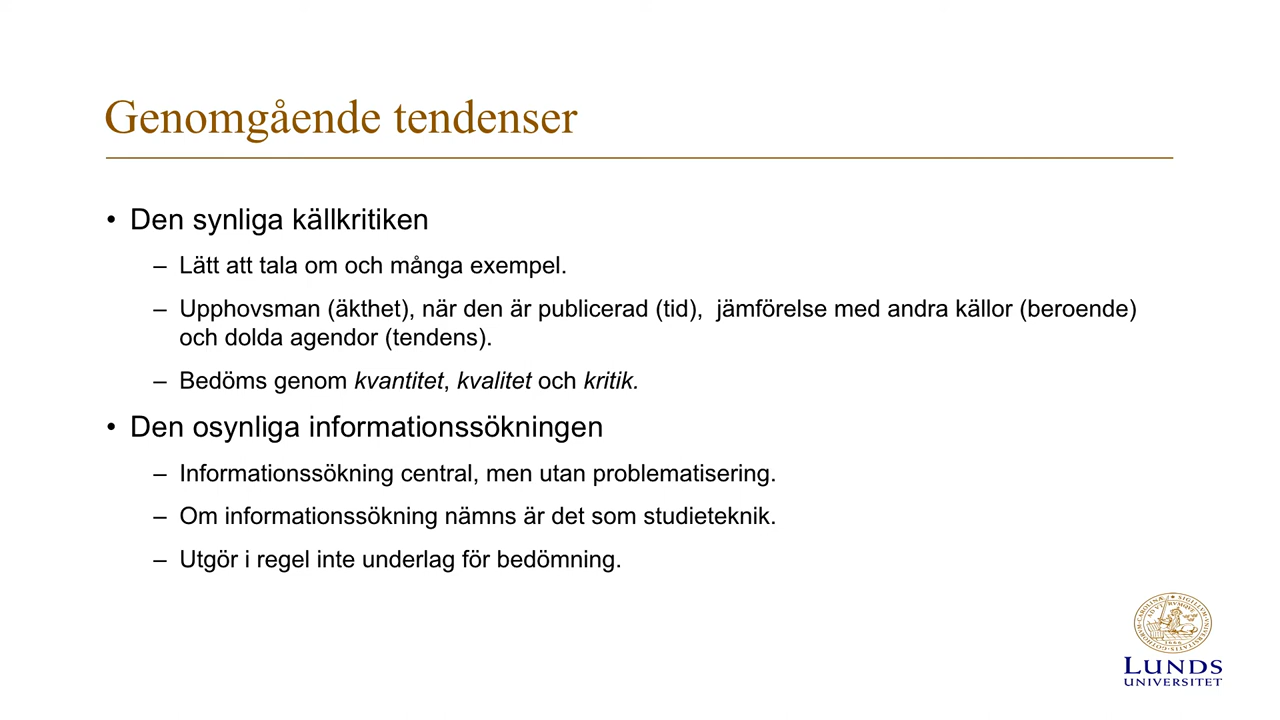 Genomgående tendenser
• Den synliga källkritiken
– Lätt att tala om och många exempel.
– Upphovsman (äkthet), när den är publicerad (tid),  jämförelse med andra källor (beroende)
och dolda agendor (tendens).
– Bedöms genom kvantitet, kvalitet och kritik.
• Den osynliga informationssökningen
– Informationssökning central, men utan problematisering.
– Om informationssökning nämns är det som studieteknik.
– Utgör i regel inte underlag för bedömning.
LUNDS
UNIVERSITET